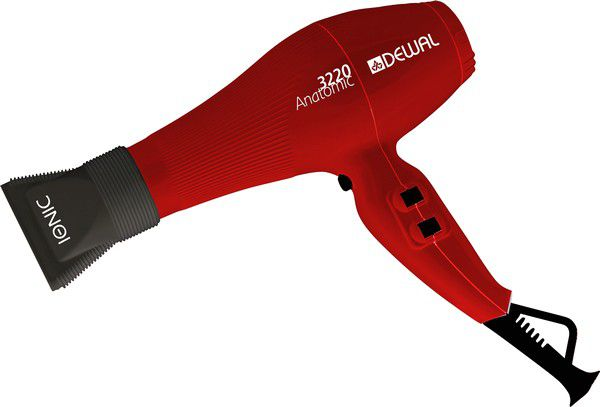 DEWAL
3220
Anatomic
IONIC